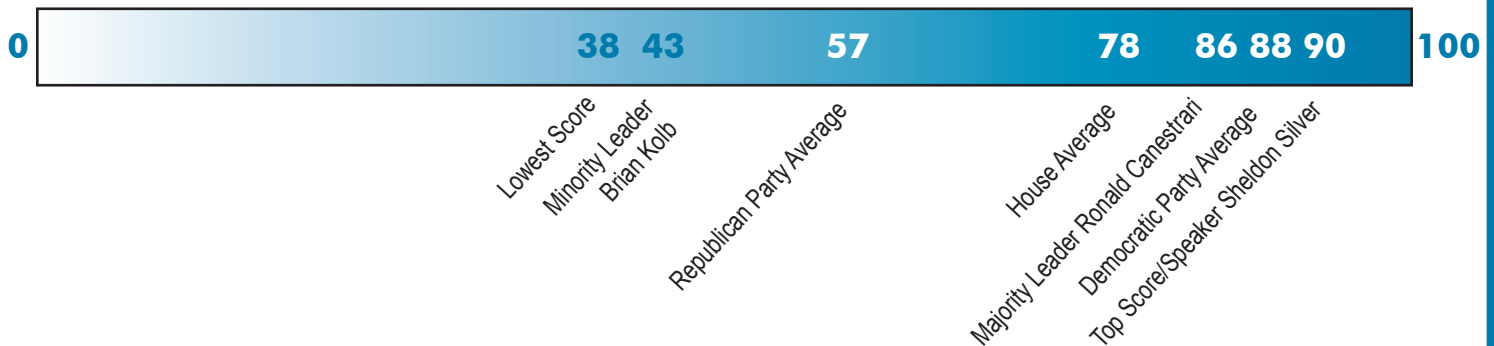 0 38 43 57 78 86 88 90 100
Lowest Score
Minority Leader
Brian Kolb
Republican Party Average
House Average
Majority Leader Ronald Canestrari
Democratic Party Average
Top Score/Speaker Sheldon Silver